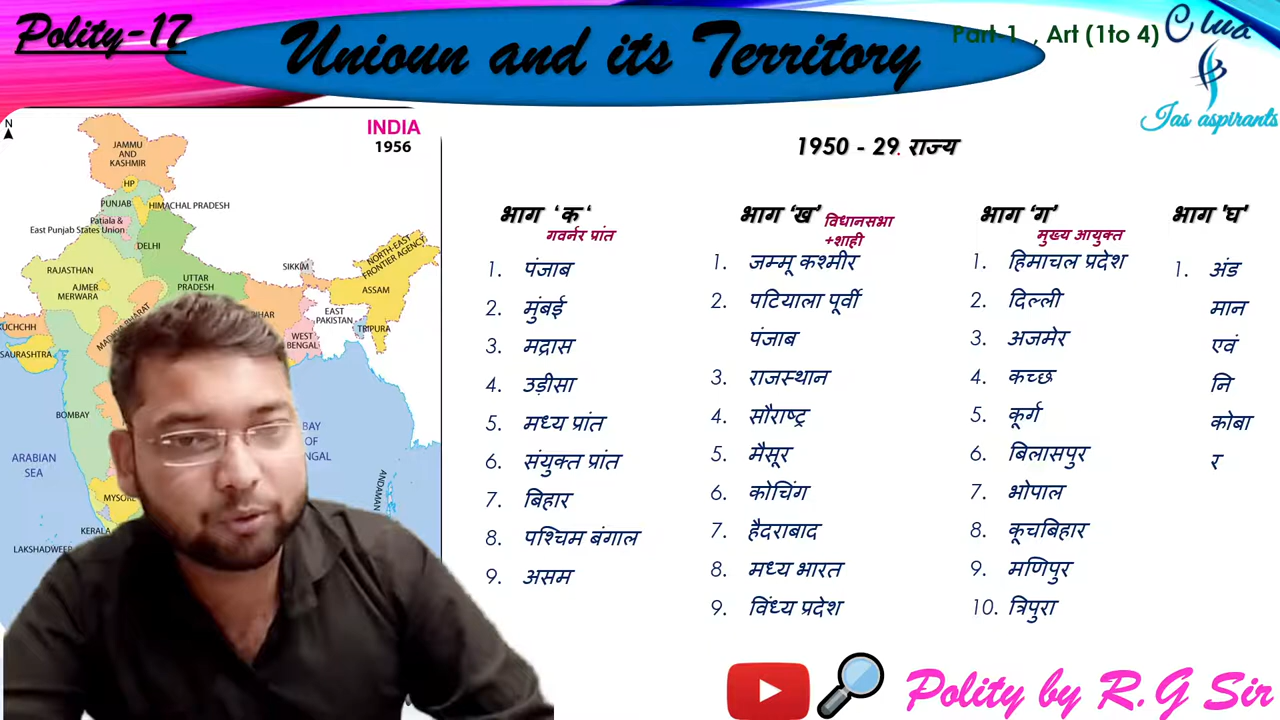 Polity-17
Unioun and its Territory
Part-1 , Art (1to 4)
Clua
Ias aspirants
N
INDIA
1956
JAMMU
AND
KASHMIR
HP
PUNJAB
HIMACHAL PRADESH
Patiala &
East Punjab States Union
DELHI
RAJASTHAN
AJMER
MERWARA
UTTAR
PRADESH
SIKKIM
NORTH-EAST
FRONTIER AGENCY
ASSAM
EAST
PAKISTAN
TRIPURA
WEST
BENGAL
SAURASHTRA
BOMBAY
ARABIAN
SEA
OF
MYSORE
KERALA
LAKSHADWEEP
ANDAMAN
1950 - 29. राज्य
भाग ‘क‘
गवर्नर प्रांत
1. पंजाब
2. मुंबई
3. मद्रास
4. उड़ीसा
5. मध्य प्रांत
6. संयुक्त प्रांत
7. बिहार
8. पश्चिम बंगाल
9. असम
भाग ‘ख’
विधानसभा
+शाही
1. जम्मू कश्मीर
2. पटियाला पूर्वी
पंजाब
3. राजस्थान
4. सौराष्ट्र
5. मैसूर
6. कोचिंग
7. हैदराबाद
8. मध्य भारत
9. विंध्य प्रदेश
भाग ‘ग’
मुख्य आयुक्त
1. हिमाचल प्रदेश
2. दिल्ली
3. अजमेर
4. कच्छ
5. कूर्ग
6. बिलासपुर
7. भोपाल
8. कूचबिहार
9. मणिपुर
10. त्रिपुरा
भाग 'घ'
1. अंड
मान
एवं
नि
कोबा
र
Polity by R.G Sir